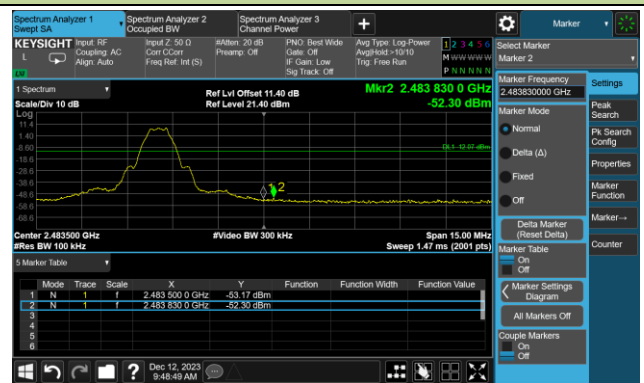 Spectrum Analyzer 1
Swept SA
Spectrum Analyzer 2
Occupied BW
Spectrum Analyzer 3
Channel Power
+
Marker
KEYSIGHT
L
LVI
Input: RF
Coupling: AC
Align: Auto
Input Z: 50 Ω
Corr CCorr
Freq Ref: Int (S)
#Atten: 20 dB
Preamp: Off
PNO: Best Wide
Gate: Off
IF Gain: Low
Sig Track: Off
Avg Type: Log-Power
Avg|Hold:>10/10
Trig: Free Run
1 2 3 4 5 6
M W W W W W
P N N N N N
Select Marker
Marker 2
1 Spectrum
Scale/Div 10 dB
Log
Ref Lvl Offset 11.40 dB
Ref Level 21.40 dBm
Mkr2 2.483 830 0 GHz
-52.30 dBm
11.4
1.40
-8.60
-18.6
-28.6
-38.6
-48.6
-58.6
-68.6
DL1 -12.07 dBm
1 2
Center 2.483500 GHz
#Res BW 100 kHz
#Video BW 300 kHz
Span 15.00 MHz
Sweep 1.47 ms (2001 pts)
5 Marker Table
Mode Trace Scale X Y Function Function Width Function Value
1 N 1 f 2.483 500 0 GHz -53.17 dBm
2 N 1 f 2.483 830 0 GHz -52.30 dBm
3
4
5
6
Marker Frequency
2.483830000 GHz
Marker Mode
Normal
Delta (Δ)
Fixed
Off
Delta Marker
(Reset Delta)
Marker Table
On
Off
Marker Settings
Diagram
All Markers Off
Couple Markers
On
Off
Settings
Peak
Search
Pk Search
Config
Properties
Marker
Function
Marker→
Counter
?
Dec 12, 2023
9:48:49 AM